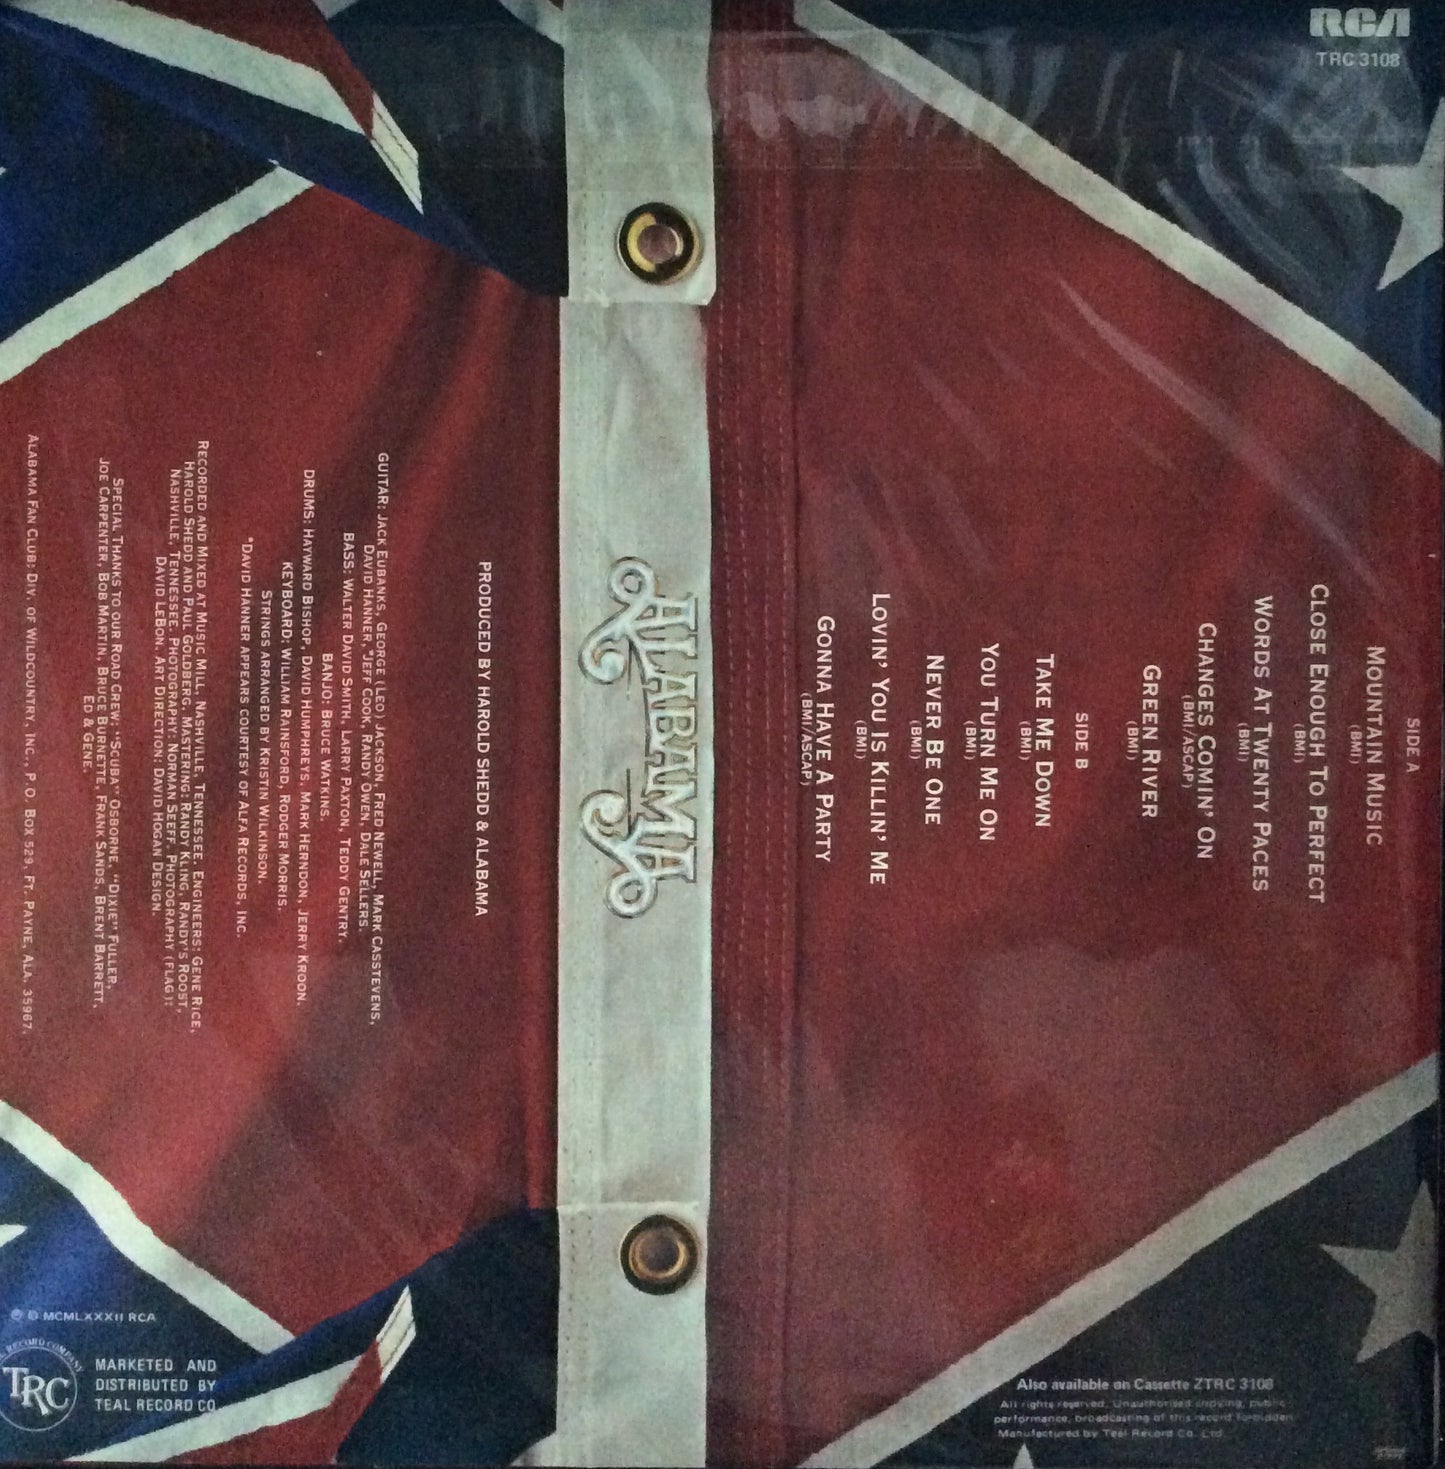 RCA
TRC 3108
SIDE A
MOUNTAIN MUSIC
(BMI)
CLOSE ENOUGH TO PERFECT
(BMI)
WORDS AT TWENTY PACES
(BMI)
CHANGES COMIN' ON
(BMI/ASCAP)
GREEN RIVER
(BMI)
SIDE B
TAKE ME DOWN
(BMI)
YOU TURN ME ON
(BMI)
NEVER BE ONE
(BMI)
LOVIN' YOU IS KILLIN' ME
(BMI)
GONNA HAVE A PARTY
(BMI/ASCAP)
ALABAMA
PRODUCED BY HAROLD SHEDD & ALABAMA
GUITAR: JACK EUBANKS, GEORGE (LEO) JACKSON, FRED NEWELL, MARK CASSTEVENS,
DAVID HANNER,*JEFF COOK, RANDY OWEN, DALE SELLERS.
BASS: WALTER DAVID SMITH, LARRY PAXTON, TEDDY GENTRY.
BANJO: BRUCE WATKINS.
DRUMS: HAYWARD BISHOP, DAVID HUMPHREYS, MARK HERNDON, JERRY KROON.
KEYBOARD: WILLIAM RAINSFORD, RODGER MORRIS.
STRINGS ARRANGED BY KRISTIN WILKINSON.
*DAVID HANNER APPEARS COURTESY OF ALFA RECORDS, INC.
RECORDED AND MIXED AT MUSIC MILL, NASHVILLE, TENNESSEE. ENGINEERS: GENE RICE,
HAROLD SHEDD AND PAUL GOLDBERG. MASTERING: RANDY KLING, RANDY'S ROOST,
NASHVILLE, TENNESSEE. PHOTOGRAPHY: NORMAN SEEFF. PHOTOGRAPHY (FLAG):
DAVID LEBON. ART DIRECTION: DAVID HOGAN DESIGN.
SPECIAL THANKS TO OUR ROAD CREW: "SCUBA" OSBORNE, "DIXIE" FULLER,
JOE CARPENTER, BOB MARTIN, BRUCE BURNETTE, FRANK SANDS, BRENT BARRETT,
ED & GENE.
ALABAMA FAN CLUB: DIV. OF WILDCOUNTRY, INC., P.O. BOX 529, FT. PAYNE, ALA. 35967.
℗ © MCMLXXXII RCA
RECORD COMPANY
TRC
MARKETED AND
DISTRIBUTED BY
TEAL RECORD CO
Also available on Cassette ZTRC 3108
All rights reserved. Unauthorised copying, public
performance, broadcasting of this record forbidden
Manufactured by Teal Record Co. Ltd.